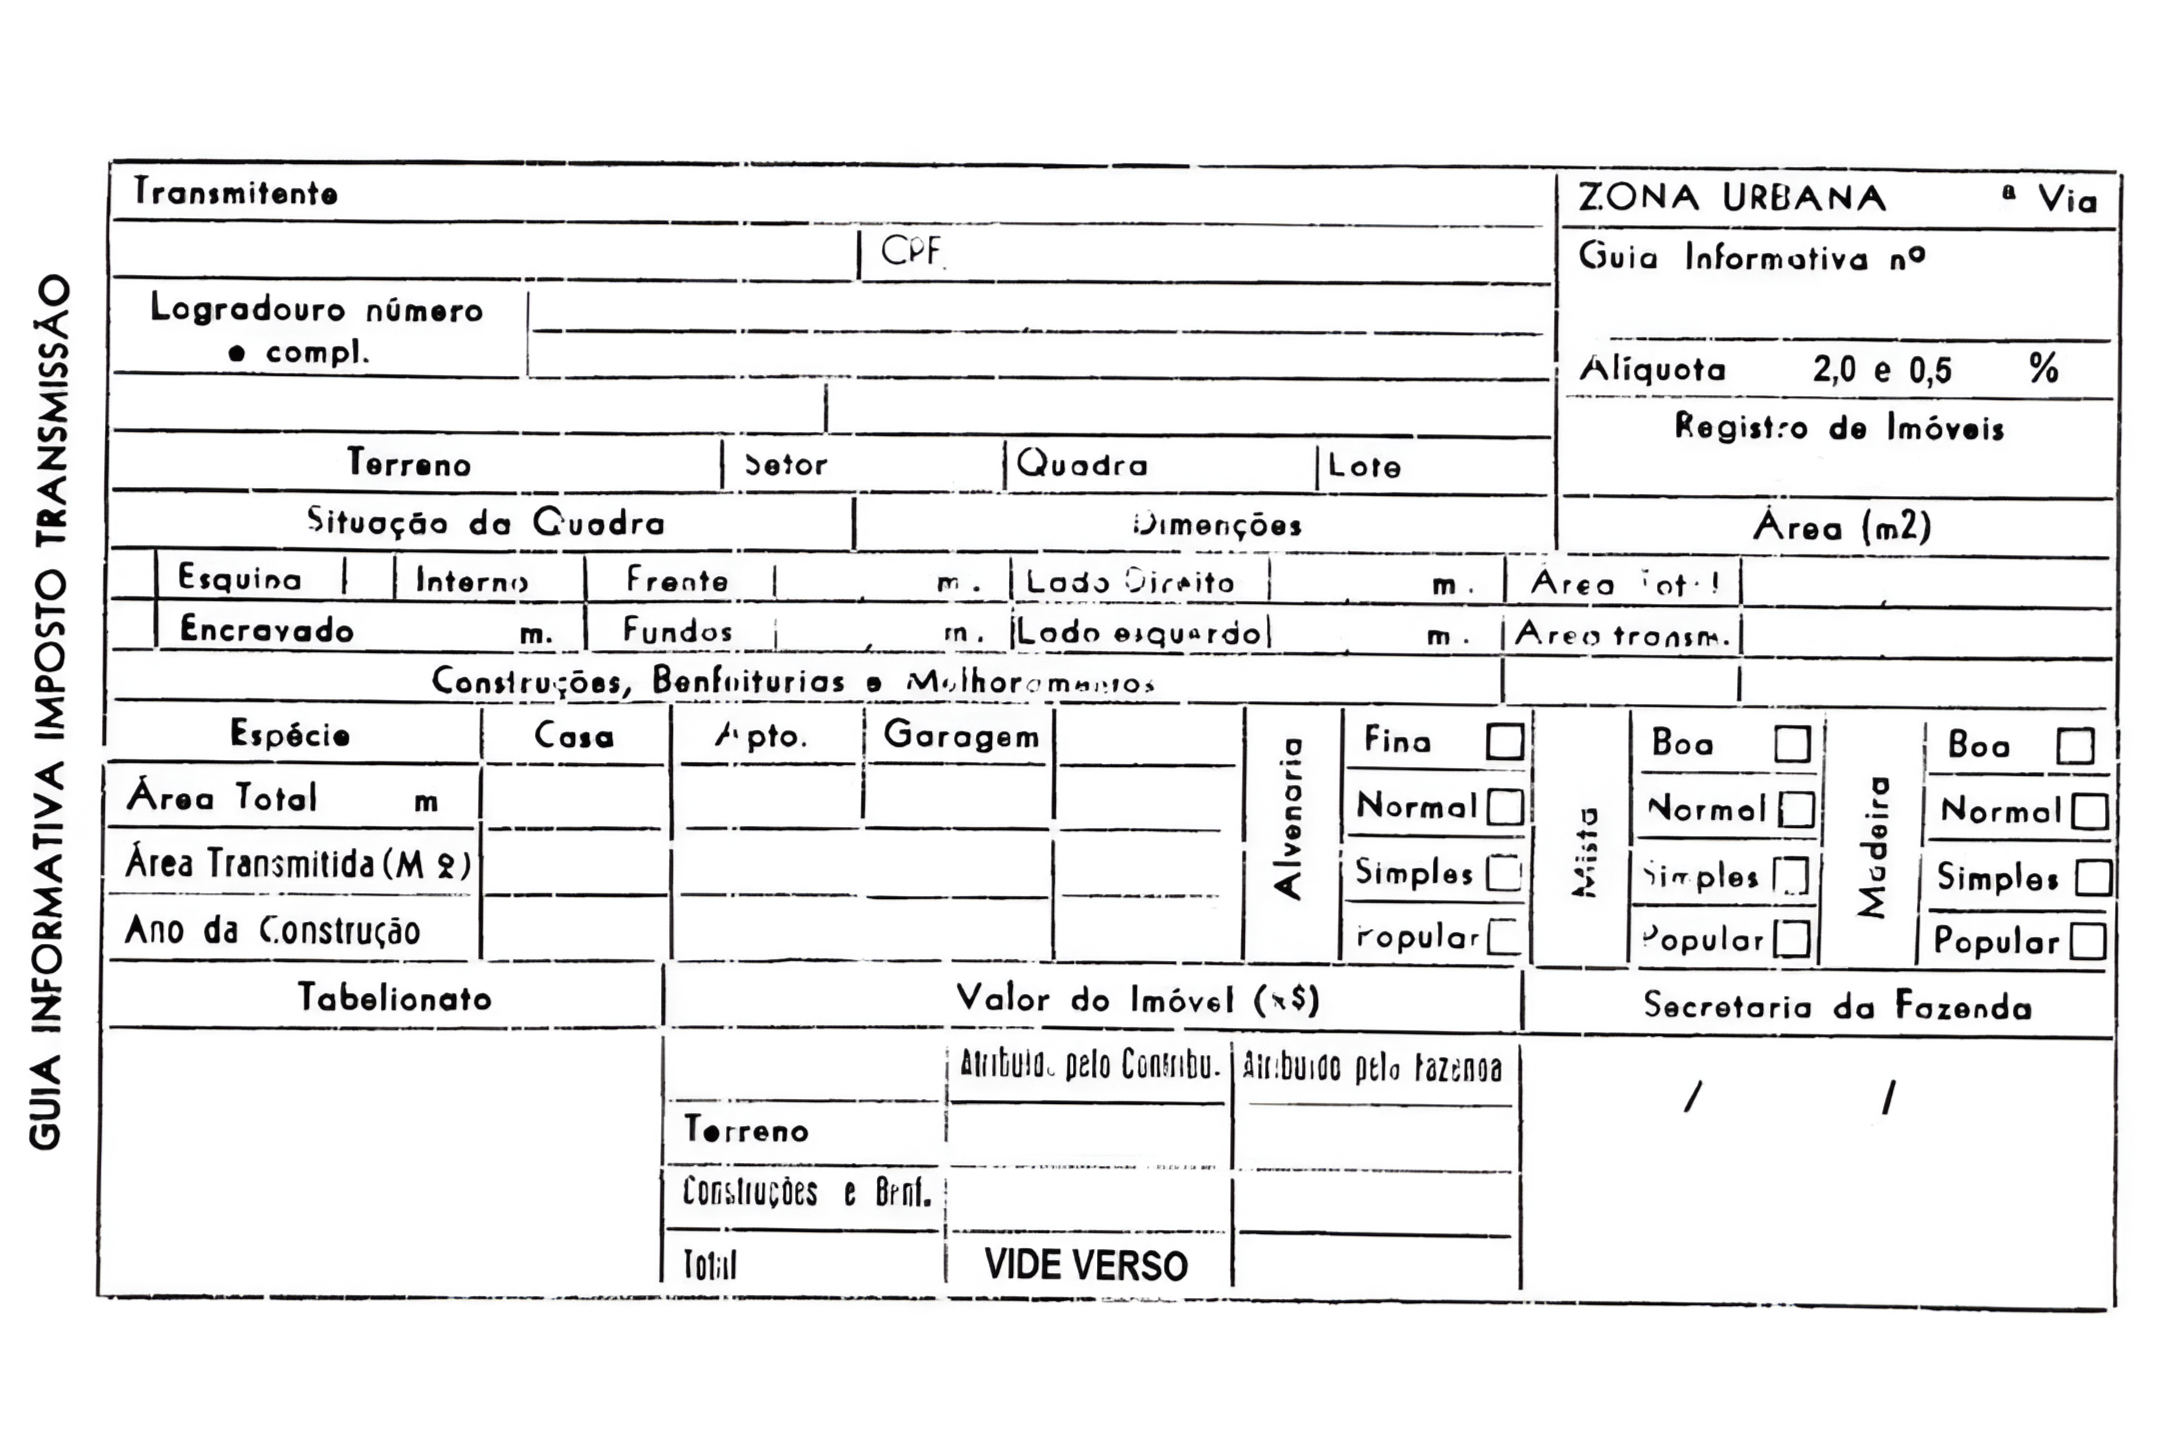 GUIA INFORMATIVA IMPOSTO TRANSMISSÃO
Transmitente
ZONA URBANA ª Via
CPF.
Guia Informativa nº
Logradouro número
e compl.
Alíquota 2,0 e 0,5 %
Registro de Imóveis
Terreno Setor Quadra Lote
Situação da Quadra Dimenções Área (m2)
Esquina Interno Frente m. Lado Direito m. Área Total
Encravado m. Fundos m. Lado esquerdo m. Area transm.
Construções, Benfeiturias e Melhoramentos
Espécie Casa Apto. Garagem
Área Total m
Área Transmitida (M 2)
Ano da Construção
Alvenaria
Fina
Normal
Simples
Popular
Mista
Boa
Normal
Simples
Popular
Madeira
Boa
Normal
Simples
Popular
Tabelionato Valor do Imóvel (R$) Secretaria da Fazenda
Atribuido pelo Contribu. Atribuido pela Fazenda / /
Terreno
Construções e Benf.
Total VIDE VERSO